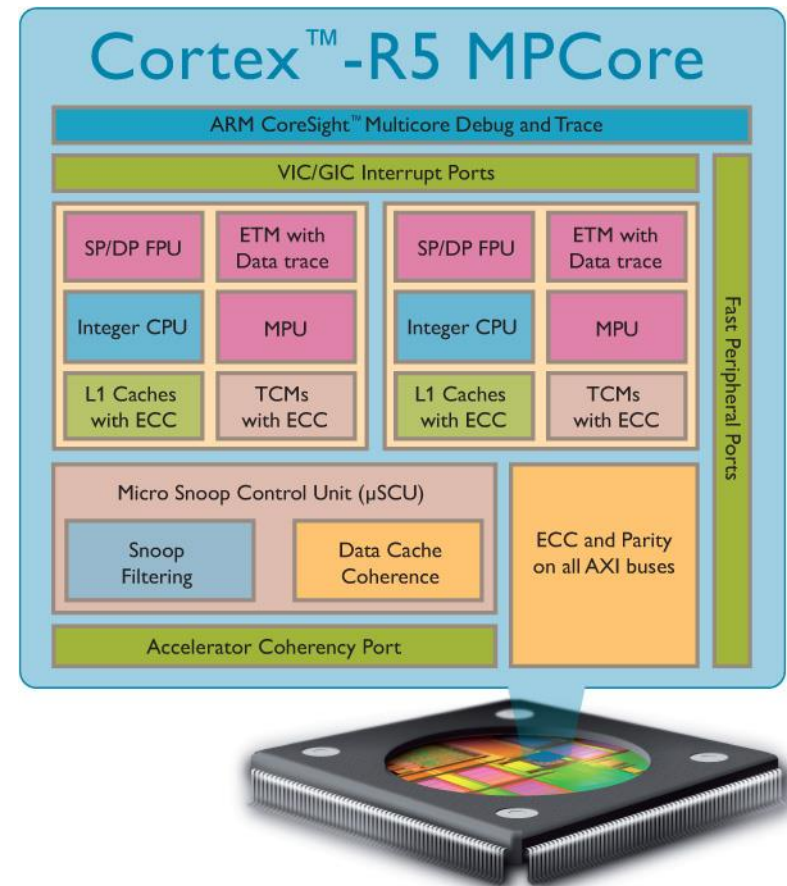 Cortex™-R5 MPCore
ARM CoreSight™ Multicore Debug and Trace
VIC/GIC Interrupt Ports
SP/DP FPU
ETM with
Data trace
Integer CPU
MPU
L1 Caches
with ECC
TCMs
with ECC
SP/DP FPU
ETM with
Data trace
Integer CPU
MPU
L1 Caches
with ECC
TCMs
with ECC
Fast Peripheral Ports
Micro Snoop Control Unit (µSCU)
Snoop
Filtering
Data Cache
Coherence
ECC and Parity
on all AXI buses
Accelerator Coherency Port